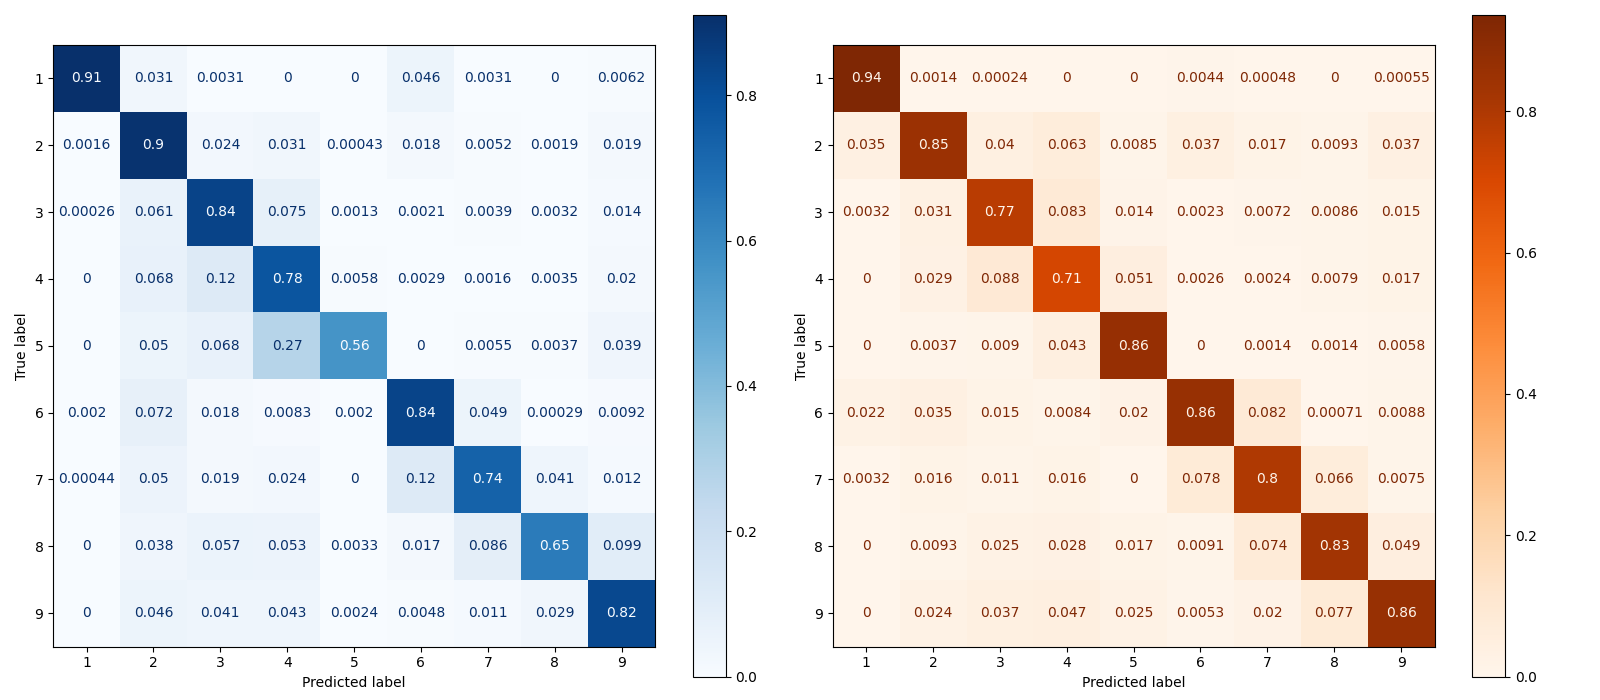 1 0.91 0.031 0.0031 0 0 0.046 0.0031 0 0.0062
2 0.0016 0.9 0.024 0.031 0.00043 0.018 0.0052 0.0019 0.019
3 0.00026 0.061 0.84 0.075 0.0013 0.0021 0.0039 0.0032 0.014
4 0 0.068 0.12 0.78 0.0058 0.0029 0.0016 0.0035 0.02
5 0 0.05 0.068 0.27 0.56 0 0.0055 0.0037 0.039
6 0.002 0.072 0.018 0.0083 0.002 0.84 0.049 0.00029 0.0092
7 0.00044 0.05 0.019 0.024 0 0.12 0.74 0.041 0.012
8 0 0.038 0.057 0.053 0.0033 0.017 0.086 0.65 0.099
9 0 0.046 0.041 0.043 0.0024 0.0048 0.011 0.029 0.82
1 2 3 4 5 6 7 8 9
Predicted label
True label
0.8
0.6
0.4
0.2
0.0
1 0.94 0.0014 0.00024 0 0 0.0044 0.00048 0 0.00055
2 0.035 0.85 0.04 0.063 0.0085 0.037 0.017 0.0093 0.037
3 0.0032 0.031 0.77 0.083 0.014 0.0023 0.0072 0.0086 0.015
4 0 0.029 0.088 0.71 0.051 0.0026 0.0024 0.0079 0.017
5 0 0.0037 0.009 0.043 0.86 0 0.0014 0.0014 0.0058
6 0.022 0.035 0.015 0.0084 0.02 0.86 0.082 0.00071 0.0088
7 0.0032 0.016 0.011 0.016 0 0.078 0.8 0.066 0.0075
8 0 0.0093 0.025 0.028 0.017 0.0091 0.074 0.83 0.049
9 0 0.024 0.037 0.047 0.025 0.0053 0.02 0.077 0.86
1 2 3 4 5 6 7 8 9
Predicted label
True label
0.8
0.6
0.4
0.2
0.0